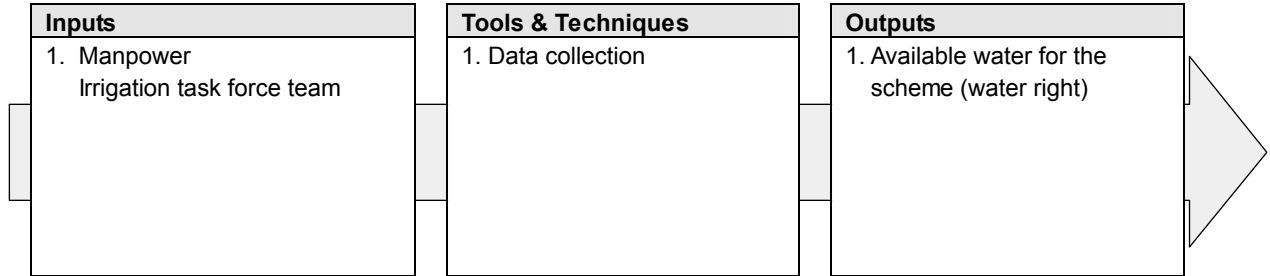 Inputs
1. Manpower
Irrigation task force team
Tools & Techniques
1. Data collection
Outputs
1. Available water for the
scheme (water right)